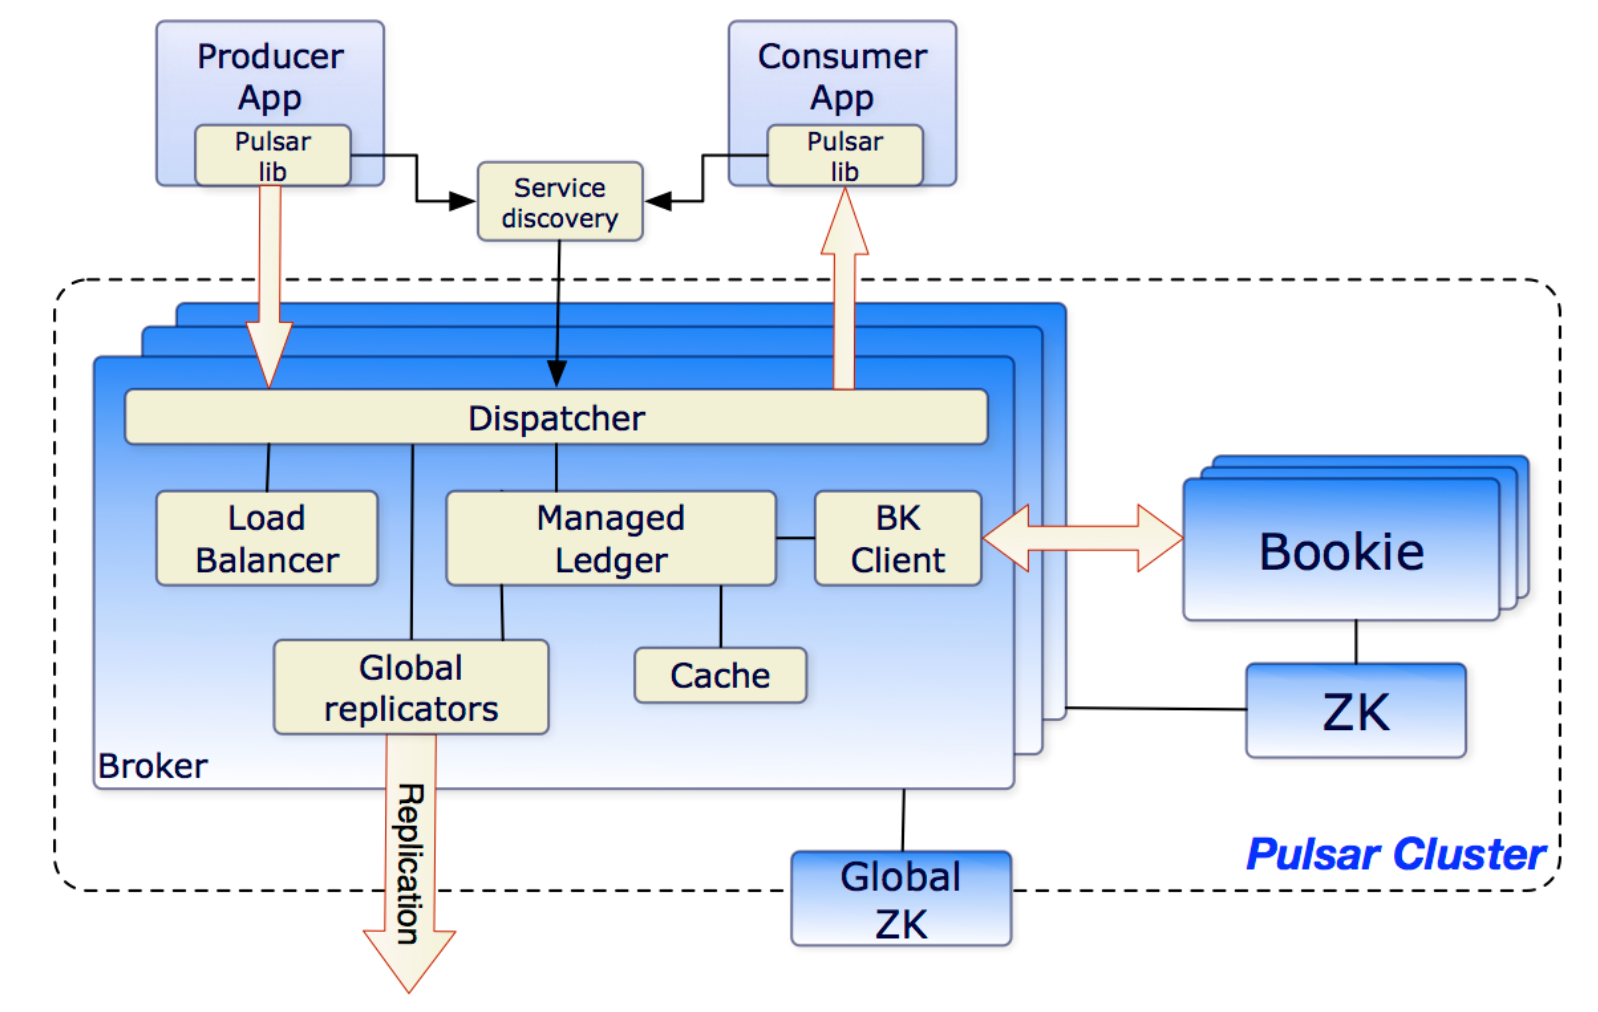 Producer
App
Pulsar
lib
Consumer
App
Pulsar
lib
Service
discovery
Dispatcher
Load
Balancer
Managed
Ledger
BK
Client
Bookie
Global
replicators
Cache
ZK
Broker
Replication
Pulsar Cluster
Global
ZK